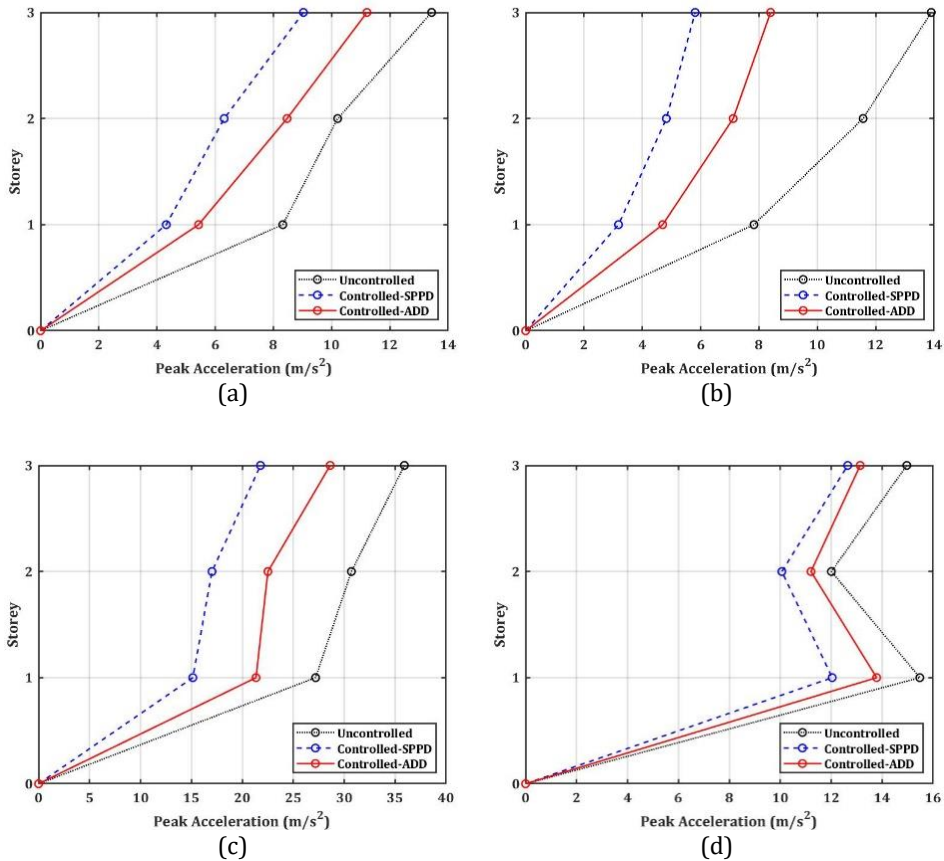 3
2
Storey
1
0
Uncontrolled
Controlled-SPPD
Controlled-ADD
0 2 4 6 8 10 12 14
Peak Acceleration (m/s²)
(a)
3
2
Storey
1
0
Uncontrolled
Controlled-SPPD
Controlled-ADD
0 2 4 6 8 10 12 14
Peak Acceleration (m/s²)
(b)
3
2
Storey
1
0
Uncontrolled
Controlled-SPPD
Controlled-ADD
0 5 10 15 20 25 30 35 40
Peak Acceleration (m/s²)
(c)
3
2
Storey
1
0
Uncontrolled
Controlled-SPPD
Controlled-ADD
0 2 4 6 8 10 12 14 16
Peak Acceleration (m/s²)
(d)